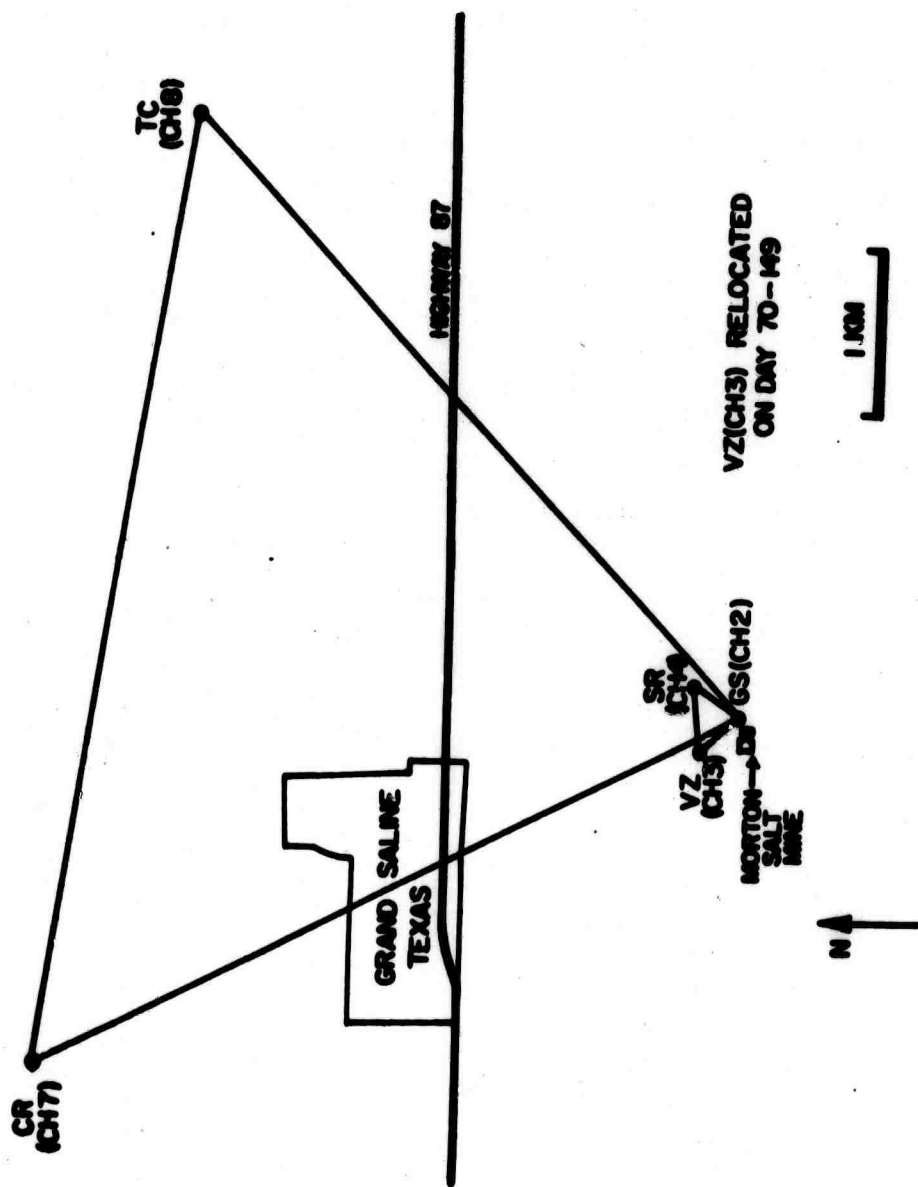 CR
(CH7)
TC
(CH8)
GRAND SALINE
TEXAS
HIGHWAY 87
VZ
(CH3)
SR
(CH4)
GS(CH2)
MORTON
SALT
MINE
VZ(CH3) RELOCATED
ON DAY 70-149
1 KM
N